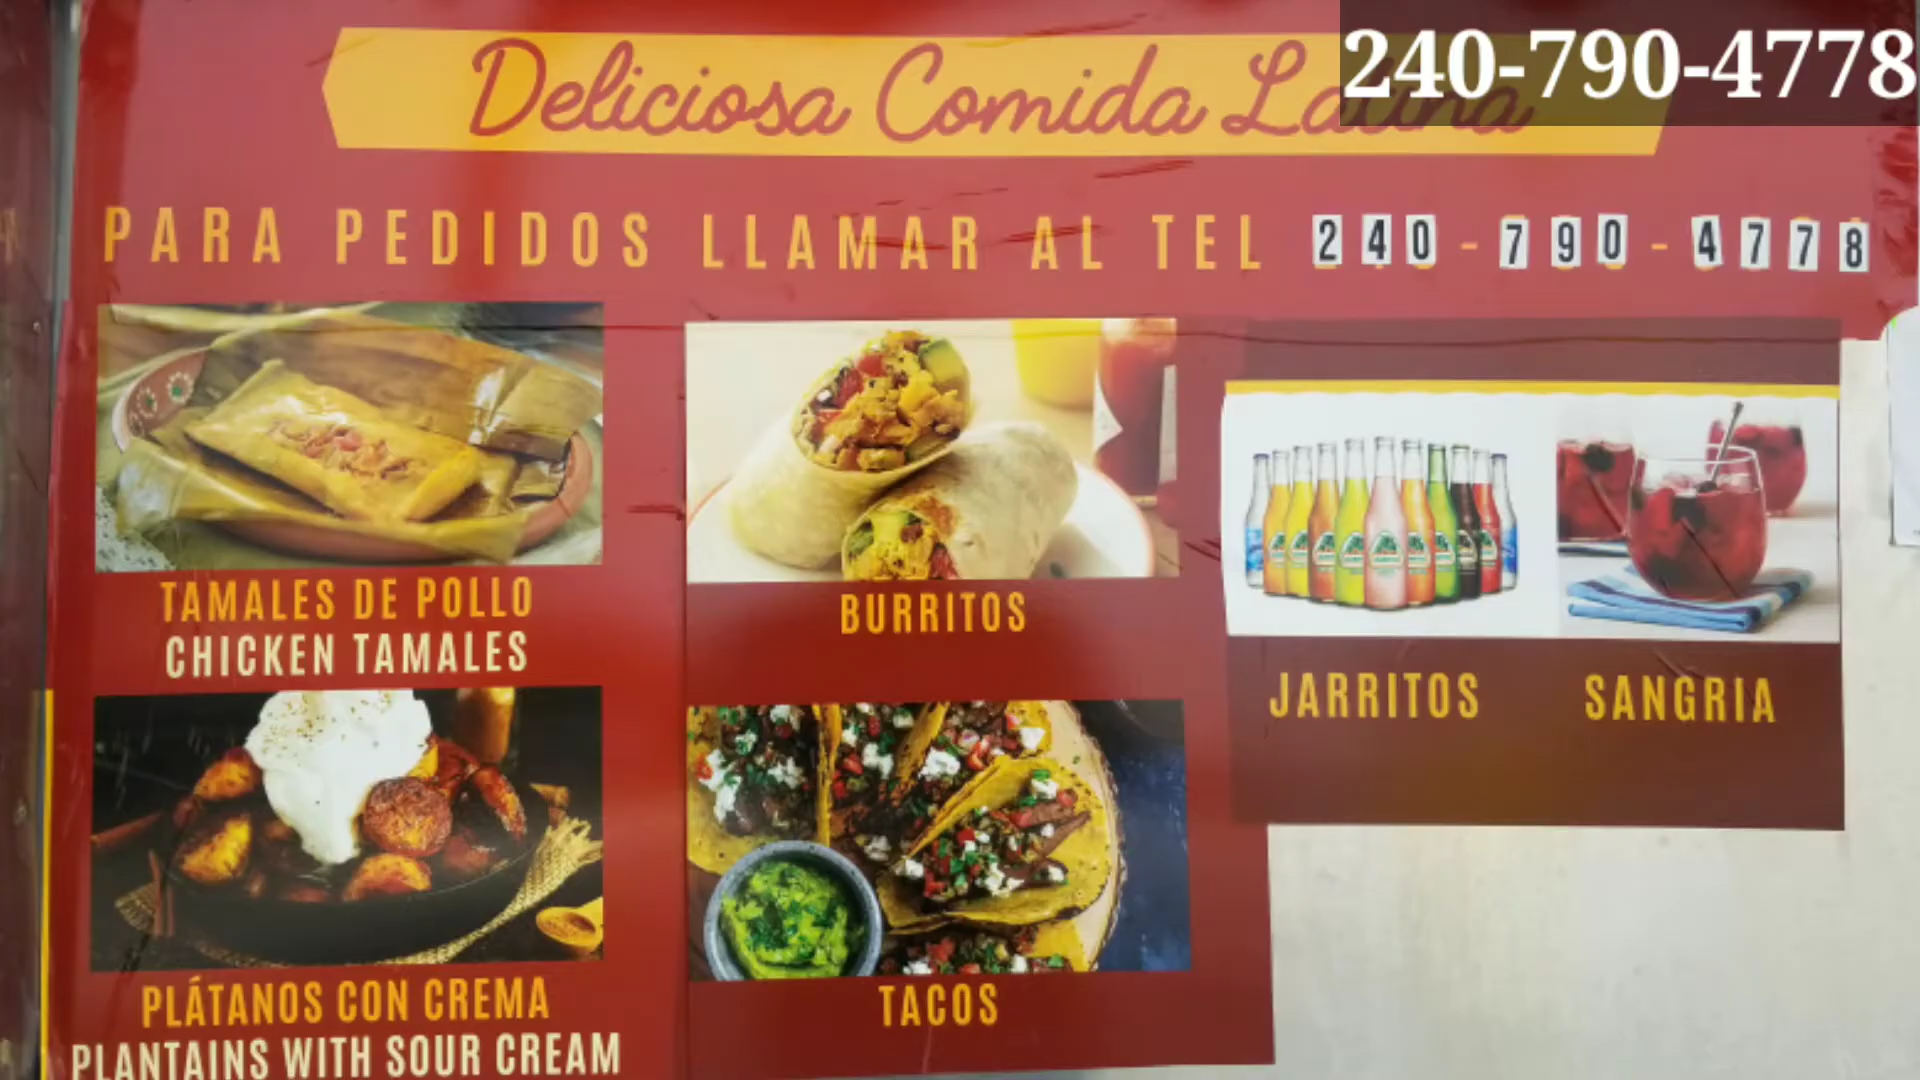 240-790-4778
Deliciosa Comida Latina
PARA PEDIDOS LLAMAR AL TEL 240-790-4778
TAMALES DE POLLO
CHICKEN TAMALES
BURRITOS
JARRITOS SANGRIA
PLÁTANOS CON CREMA
PLANTAINS WITH SOUR CREAM
TACOS